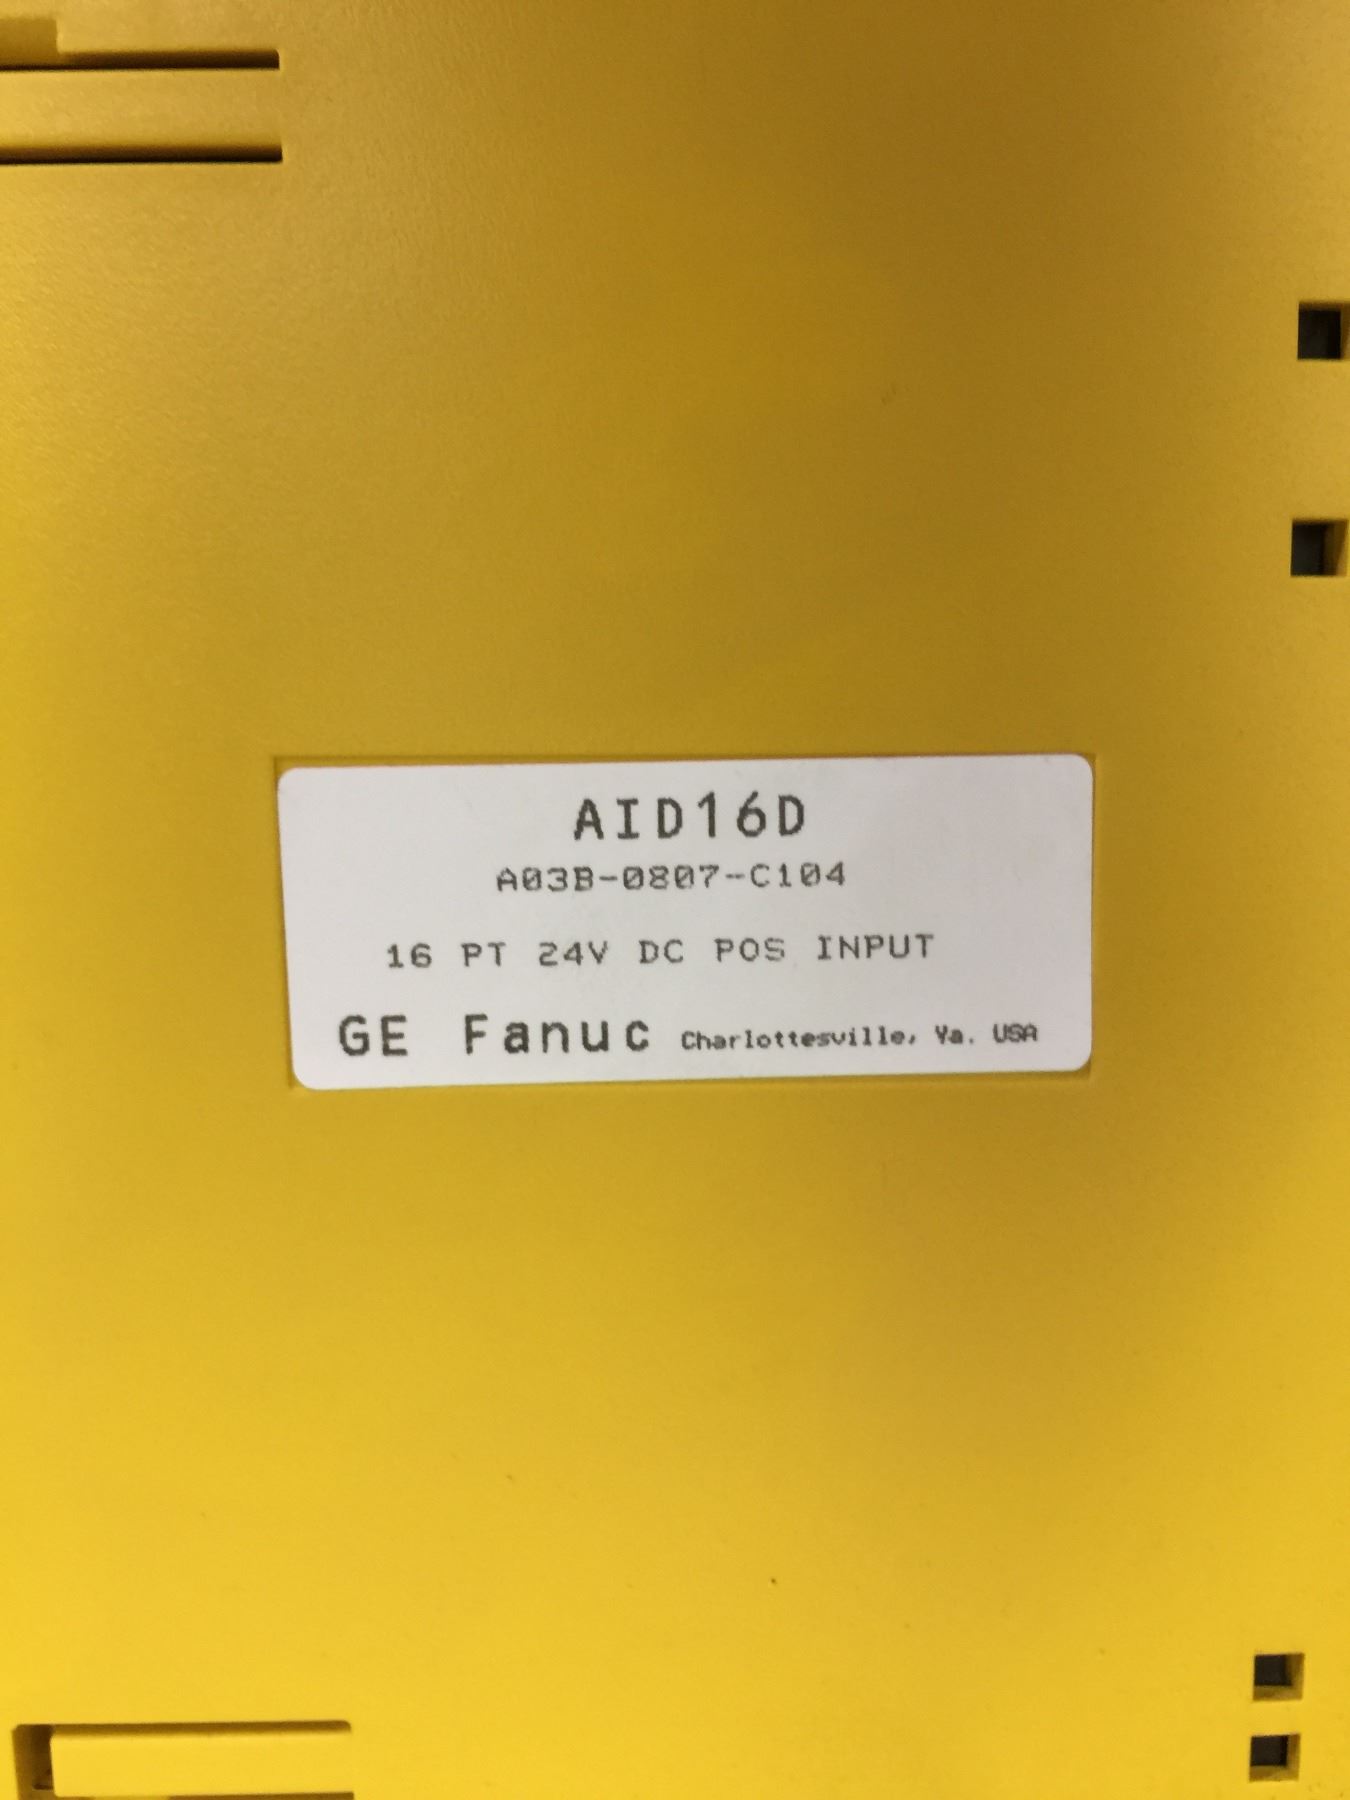 AID16D
A03B-0807-C104
16 PT 24V DC POS INPUT
GE Fanuc Charlottesville, Va. USA